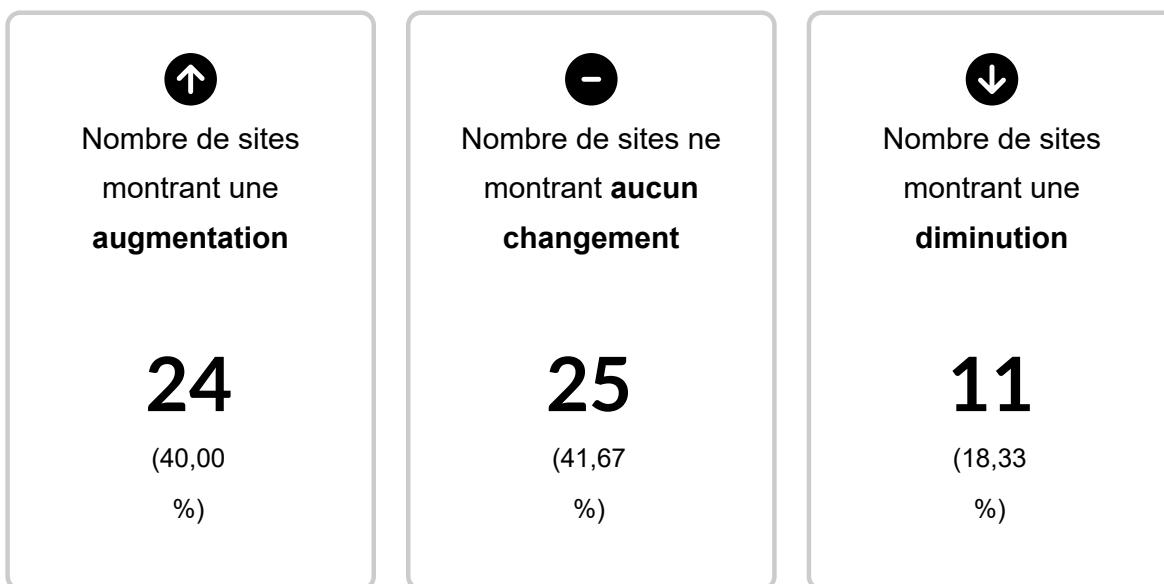 Nombre de sites
montrant une
augmentation
24
(40,00
%)
Nombre de sites ne
montrant aucun
changement
25
(41,67
%)
Nombre de sites
montrant une
diminution
11
(18,33
%)